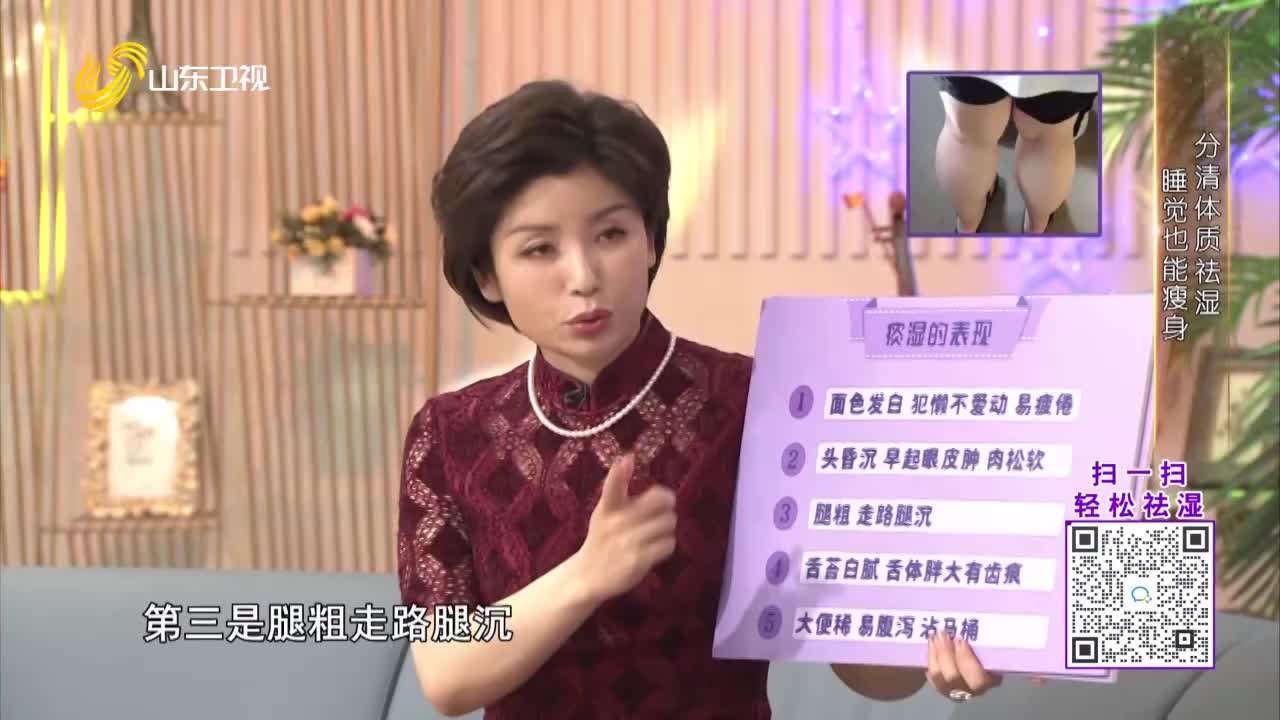 山东卫视
分清体质祛湿
睡觉也能瘦身
痰湿的表现
1 面色发白 犯懒不爱动 易疲倦
2 头昏沉 早起眼皮肿 肉松软
3 腿粗 走路腿沉
4 舌苔白腻 舌体胖大有齿痕
5 大便稀 易腹泻 沾马桶
扫一扫
轻松祛湿
第三是腿粗走路腿沉